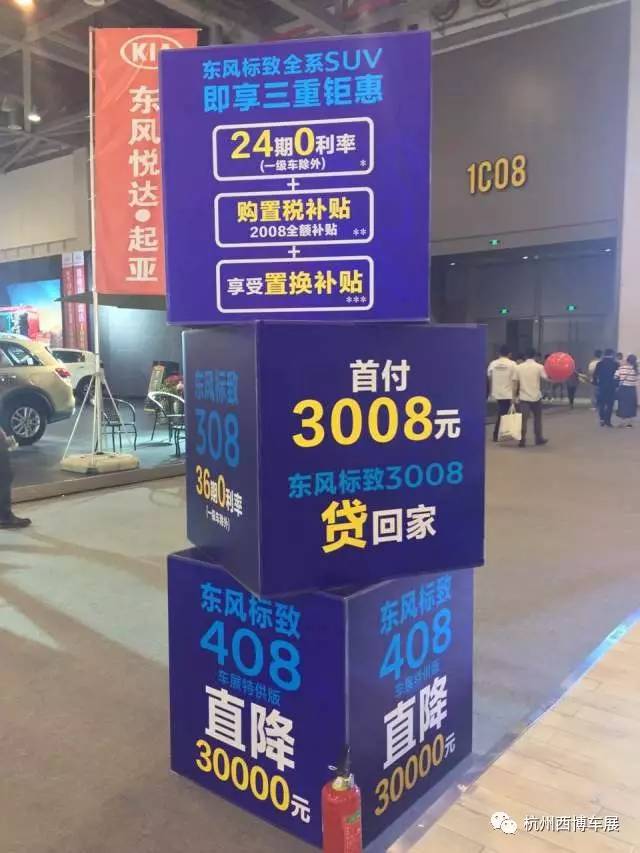 KIA
东风悦达•起亚
东风标致全系SUV
即享三重钜惠
24期0利率
(一级车除外) *
+
购置税补贴
2008全额补贴 **
+
享受置换补贴
***
1C08
东风标致
308
36期0利率
(一级车除外)
首付
3008元
东风标致3008
贷回家
东风标致
408
车展特供版
直降
30000元
东风标致
408
车展特供版
直降
30000元
杭州西博车展